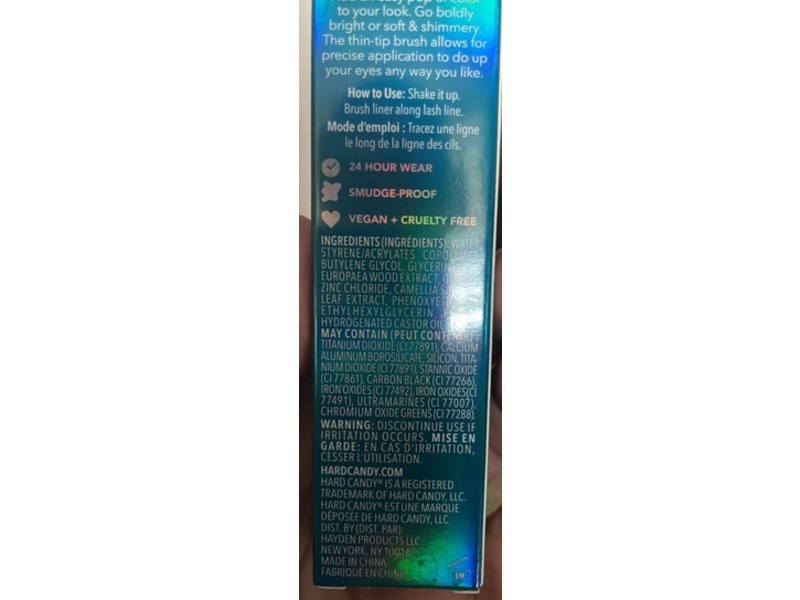 to your look. Go boldly
bright or soft & shimmery.
The thin-tip brush allows for
precise application to do up
your eyes any way you like.
How to Use: Shake it up.
Brush liner along lash line.
Mode d'emploi : Tracez une ligne
le long de la ligne des cils.
24 HOUR WEAR
SMUDGE-PROOF
VEGAN + CRUELTY FREE
INGREDIENTS (INGRÉDIENTS): WATER,
STYRENE/ACRYLATES COPOLYMER,
BUTYLENE GLYCOL, GLYCERIN,
EUROPAEA WOOD EXTRACT,
ZINC CHLORIDE, CAMELLIA
LEAF EXTRACT,
ETHYLHEXYLGLYCERIN,
HYDROGENATED CASTOR OIL
MAY CONTAIN (PEUT CONTENIR):
TITANIUM DIOXIDE (CI 77891), CALCIUM
ALUMINUM BOROSILICATE, SILICON, TITA-
NIUM DIOXIDE (CI 77891), STANNIC OXIDE
(CI 77861), CARBON BLACK (CI 77266),
IRON OXIDES (CI 77492), IRON OXIDES(CI
77491), ULTRAMARINES (CI 77007),
CHROMIUM OXIDE GREENS (CI 77288).
WARNING: DISCONTINUE USE IF
IRRITATION OCCURS. MISE EN
GARDE: EN CAS D'IRRITATION,
CESSER L'UTILISATION.
HARDCANDY.COM
HARD CANDY® IS A REGISTERED
TRADEMARK OF HARD CANDY, LLC.
HARD CANDY® EST UNE MARQUE
DÉPOSÉE DE HARD CANDY, LLC.
DIST. BY (DIST. PAR):
HAYDEN PRODUCTS LLC
NEW YORK, NY 10018
MADE IN CHINA
FABRIQUÉ EN CHINE
6M